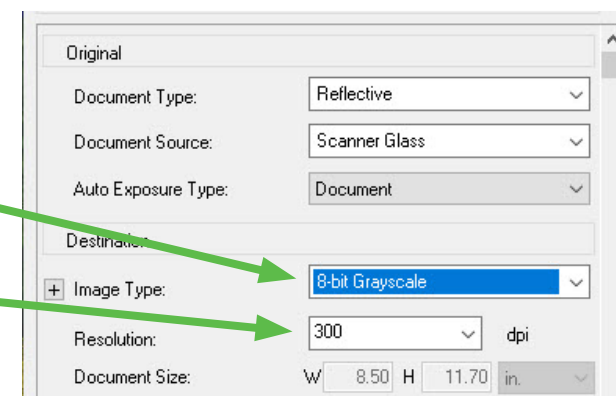 Original
Document Type: Reflective
Document Source: Scanner Glass
Auto Exposure Type: Document
Destination
+ Image Type: 8-bit Grayscale
Resolution: 300 dpi
Document Size: W 8.50 H 11.70 in.